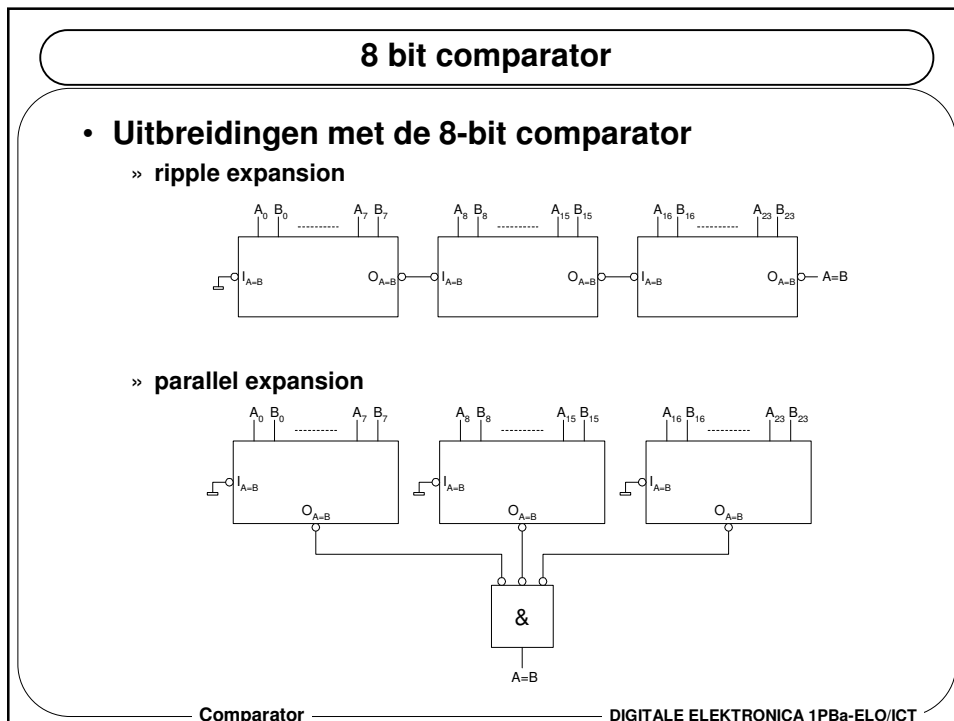 8 bit comparator
• Uitbreidingen met de 8-bit comparator
» ripple expansion
A0 B0 A7 B7 A8 B8 A15 B15 A16 B16 A23 B23
IA=B OA=B IA=B OA=B IA=B OA=B A=B
» parallel expansion
A0 B0 A7 B7 A8 B8 A15 B15 A16 B16 A23 B23
IA=B IA=B IA=B
OA=B OA=B OA=B
&
A=B
Comparator DIGITALE ELEKTRONICA 1PBa-ELO/ICT